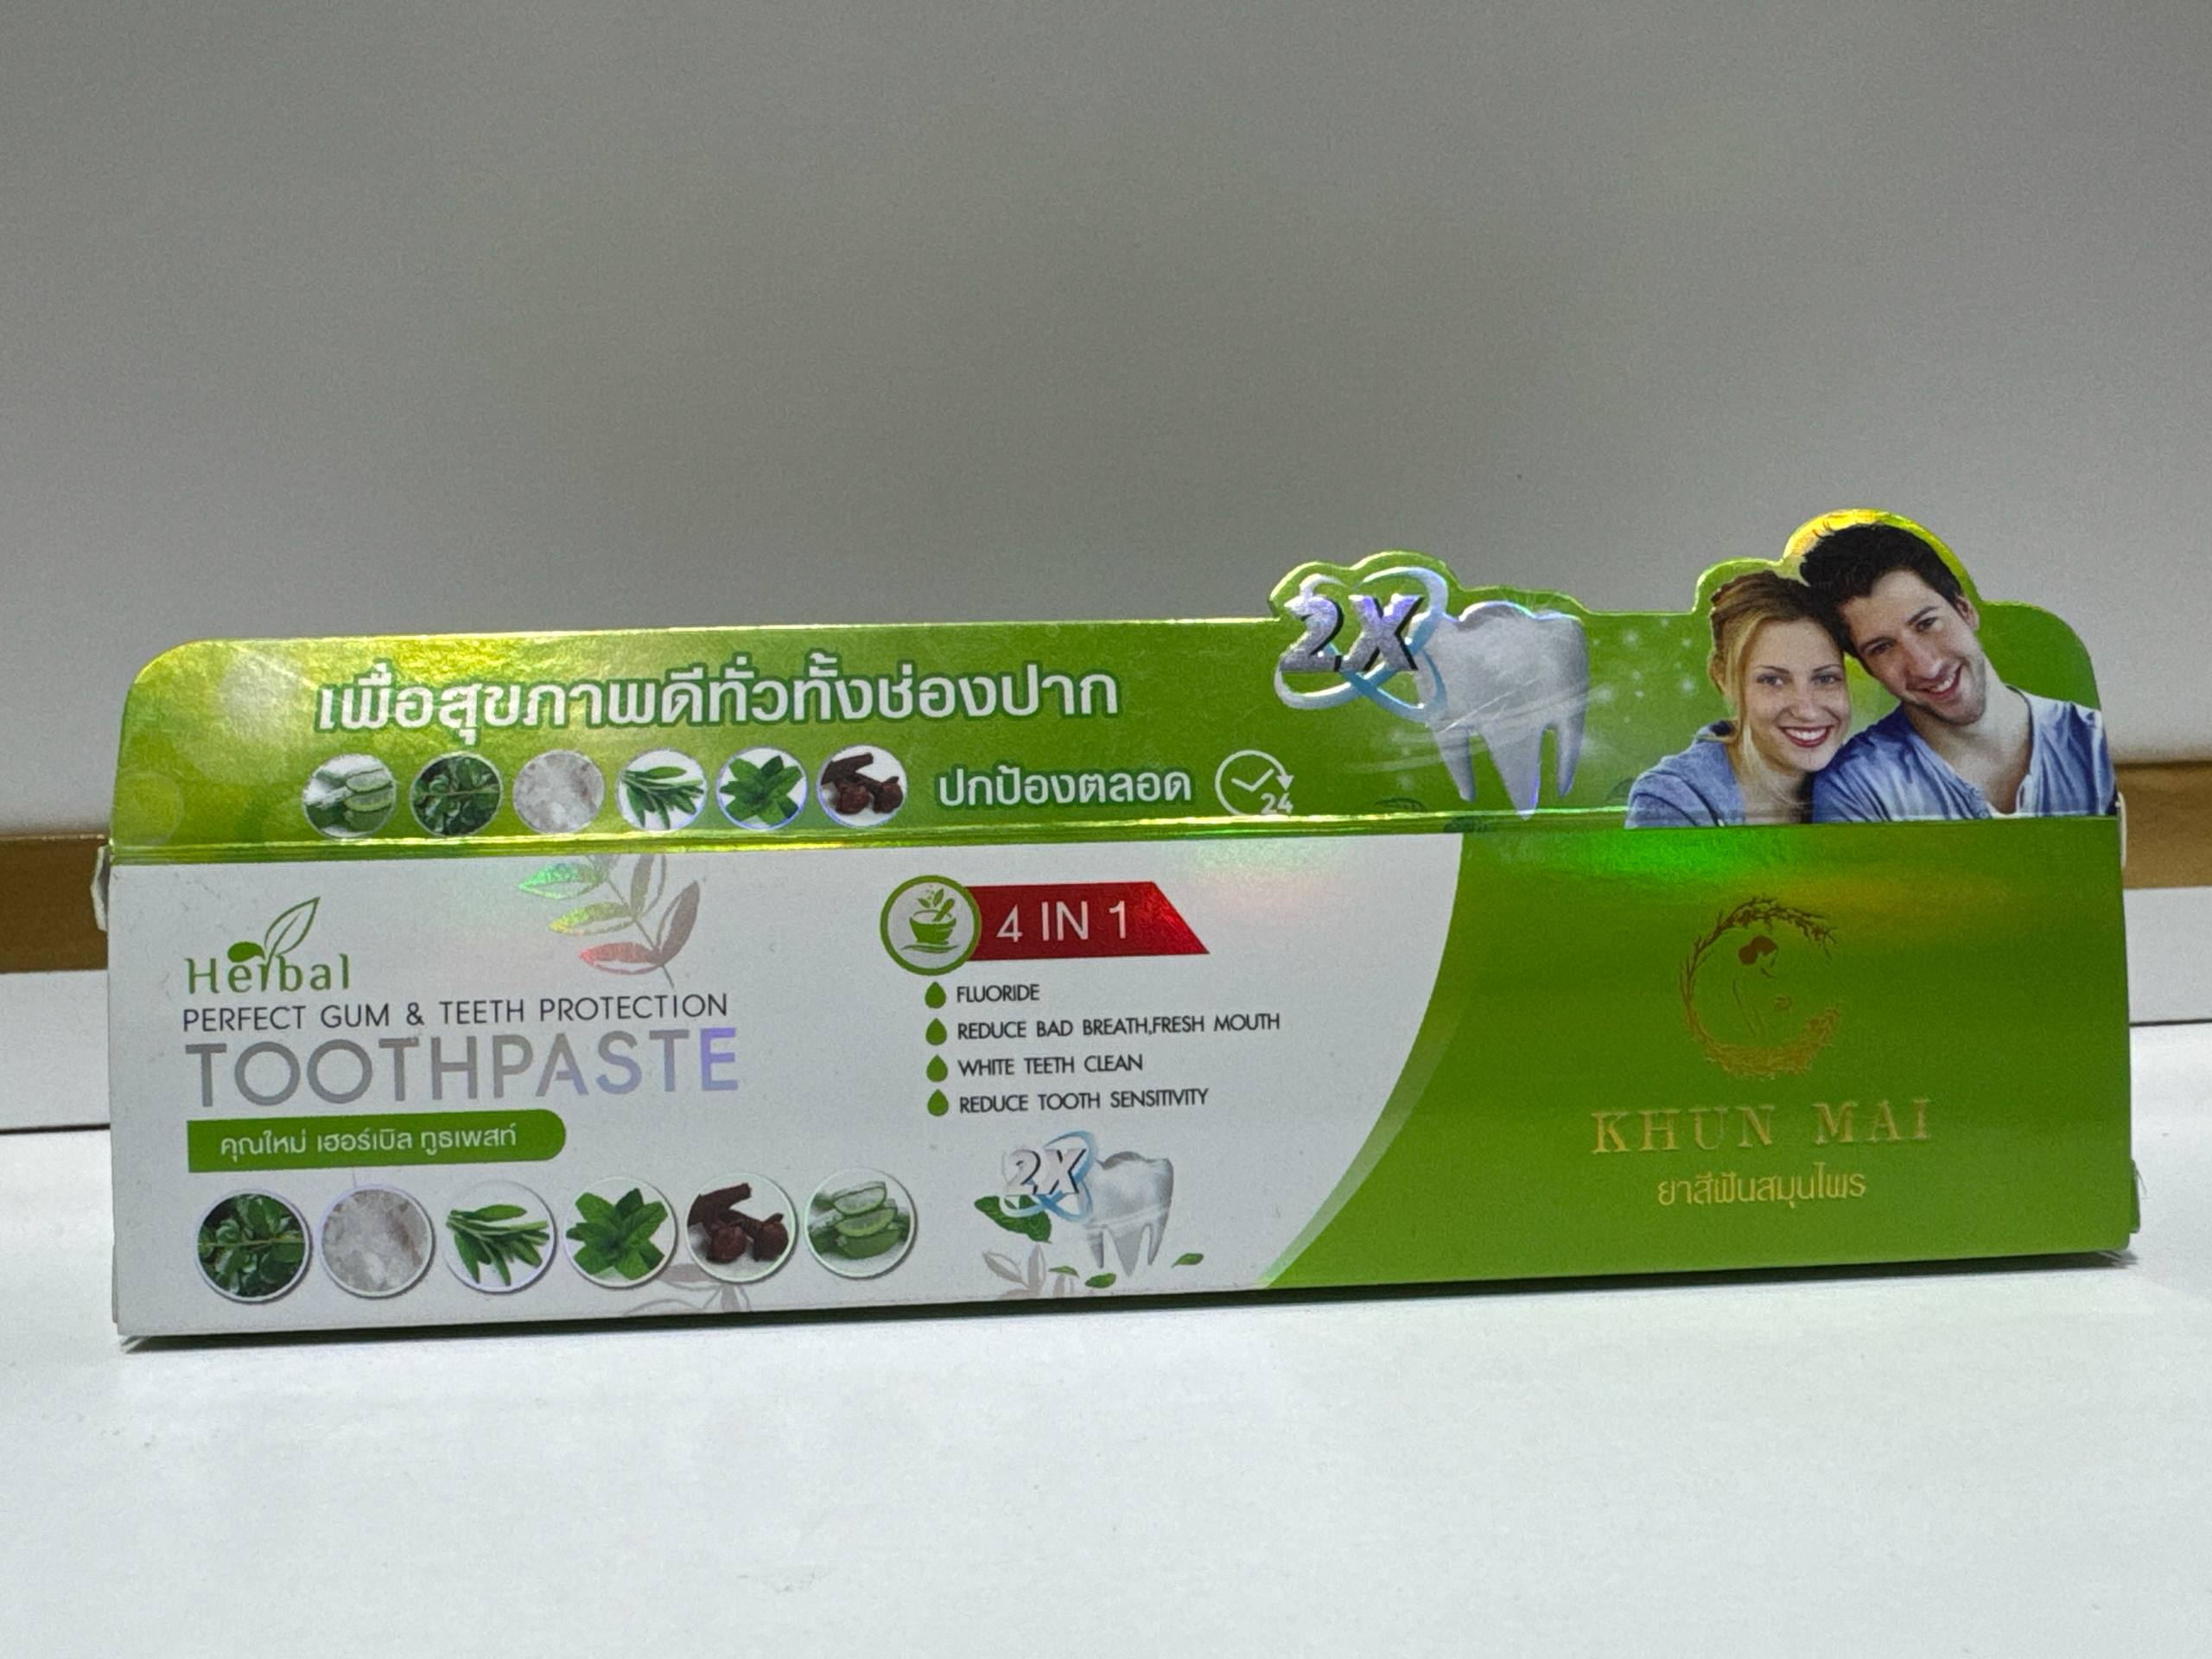 2X
เพื่อสุขภาพดีทั่วทั้งช่องปาก
ปกป้องตลอด 24
Herbal
PERFECT GUM & TEETH PROTECTION
TOOTHPASTE
คุณใหม่ เฮอร์เบิล ทูธเพสท์
4 IN 1
FLUORIDE
REDUCE BAD BREATH,FRESH MOUTH
WHITE TEETH CLEAN
REDUCE TOOTH SENSITIVITY
2X
KHUN MAI
ยาสีฟันสมุนไพร